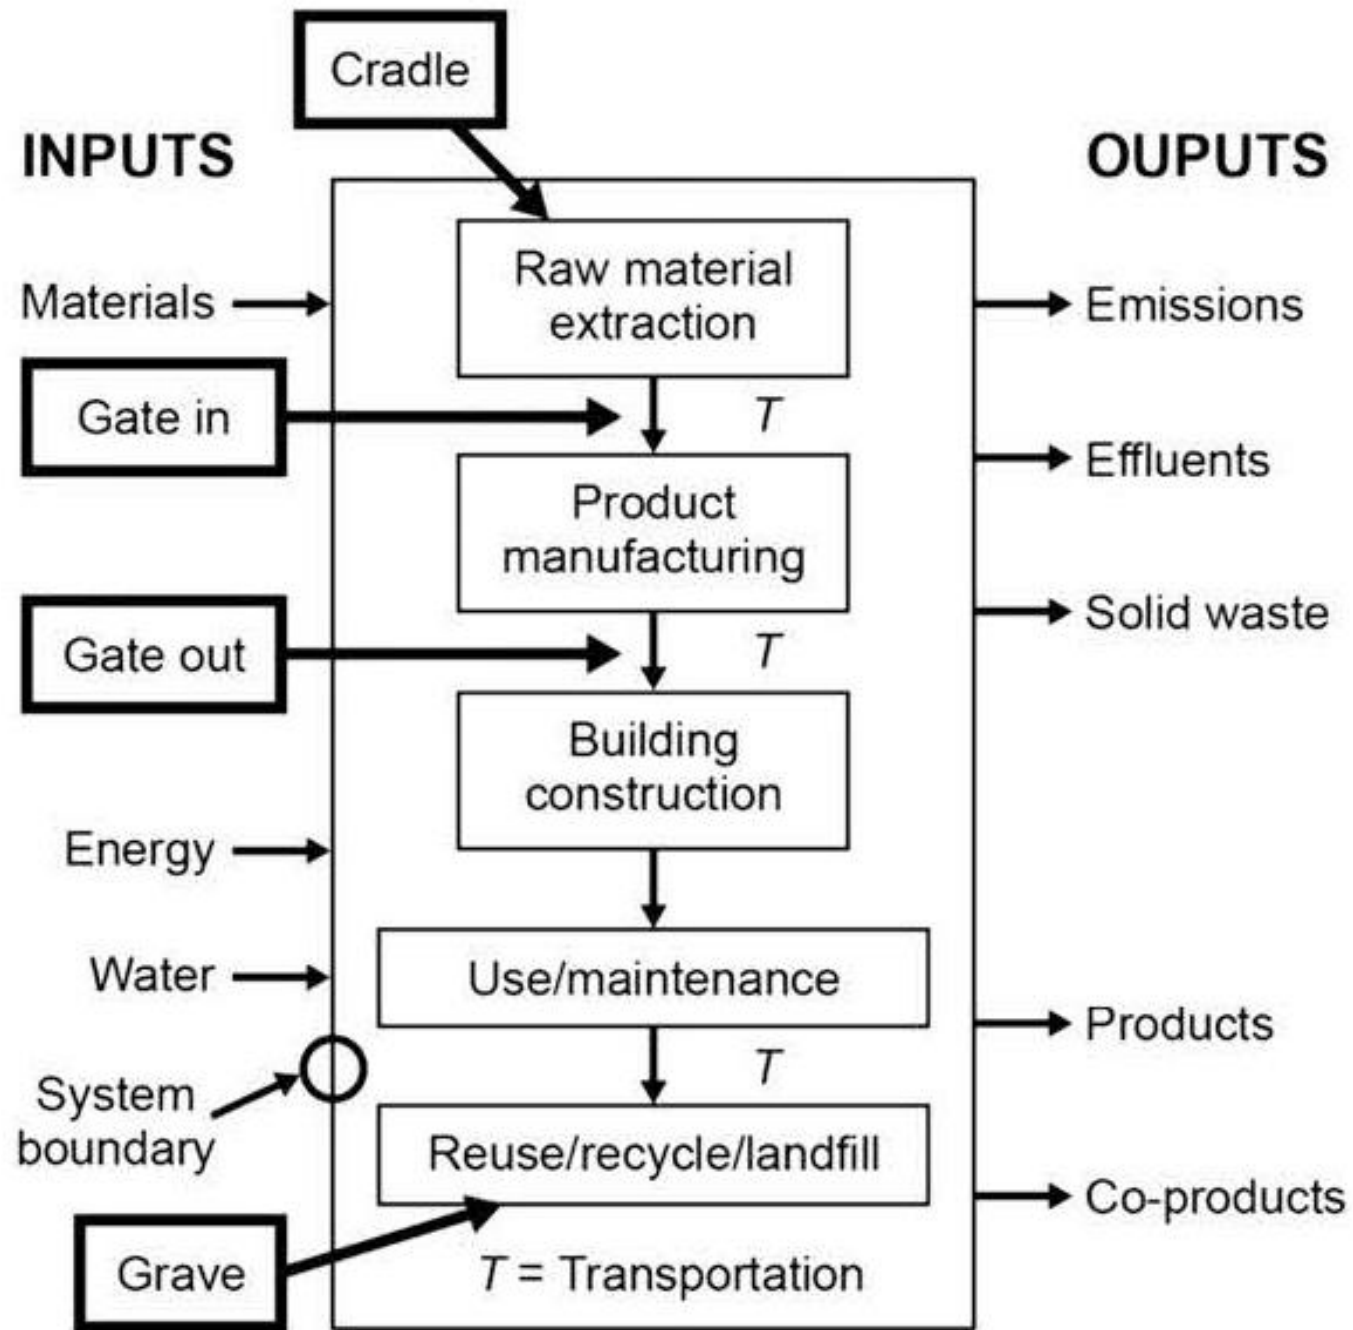 Cradle
INPUTS
OUPUTS
Raw material
extraction
Materials
Emissions
Gate in
T
Effluents
Product
manufacturing
Solid waste
Gate out
T
Building
construction
Energy
Water
Use/maintenance
Products
T
System
boundary
Reuse/recycle/landfill
Co-products
Grave
T = Transportation